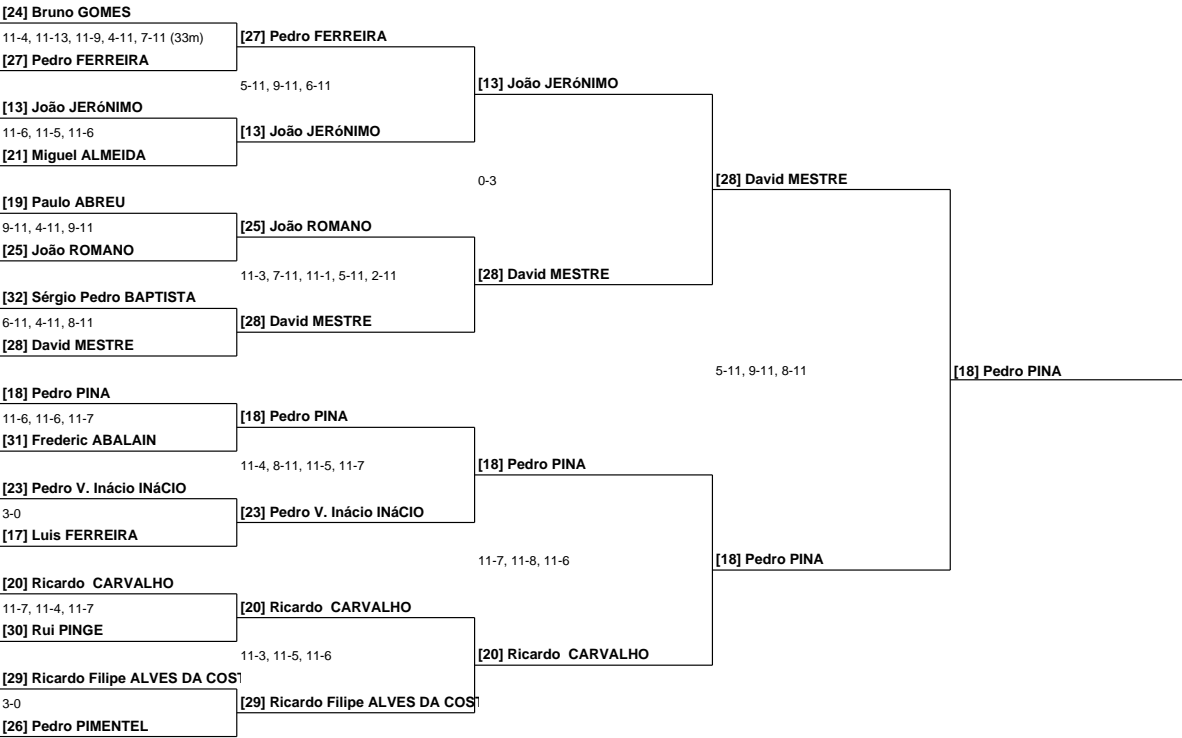 [24] Bruno GOMES
11-4, 11-13, 11-9, 4-11, 7-11 (33m)
[27] Pedro FERREIRA
[13] João JERóNIMO
11-6, 11-5, 11-6
[21] Miguel ALMEIDA
[19] Paulo ABREU
9-11, 4-11, 9-11
[25] João ROMANO
[32] Sérgio Pedro BAPTISTA
6-11, 4-11, 8-11
[28] David MESTRE
[18] Pedro PINA
11-6, 11-6, 11-7
[31] Frederic ABALAIN
[23] Pedro V. Inácio INáCIO
3-0
[17] Luis FERREIRA
[20] Ricardo  CARVALHO
11-7, 11-4, 11-7
[30] Rui PINGE
[29] Ricardo Filipe ALVES DA COST
3-0
[26] Pedro PIMENTEL
[27] Pedro FERREIRA
5-11, 9-11, 6-11
[13] João JERóNIMO
[25] João ROMANO
11-3, 7-11, 11-1, 5-11, 2-11
[28] David MESTRE
[18] Pedro PINA
11-4, 8-11, 11-5, 11-7
[23] Pedro V. Inácio INáCIO
[20] Ricardo  CARVALHO
11-3, 11-5, 11-6
[29] Ricardo Filipe ALVES DA COST
[13] João JERóNIMO
0-3
[28] David MESTRE
[18] Pedro PINA
11-7, 11-8, 11-6
[20] Ricardo  CARVALHO
[28] David MESTRE
5-11, 9-11, 8-11
[18] Pedro PINA
[18] Pedro PINA